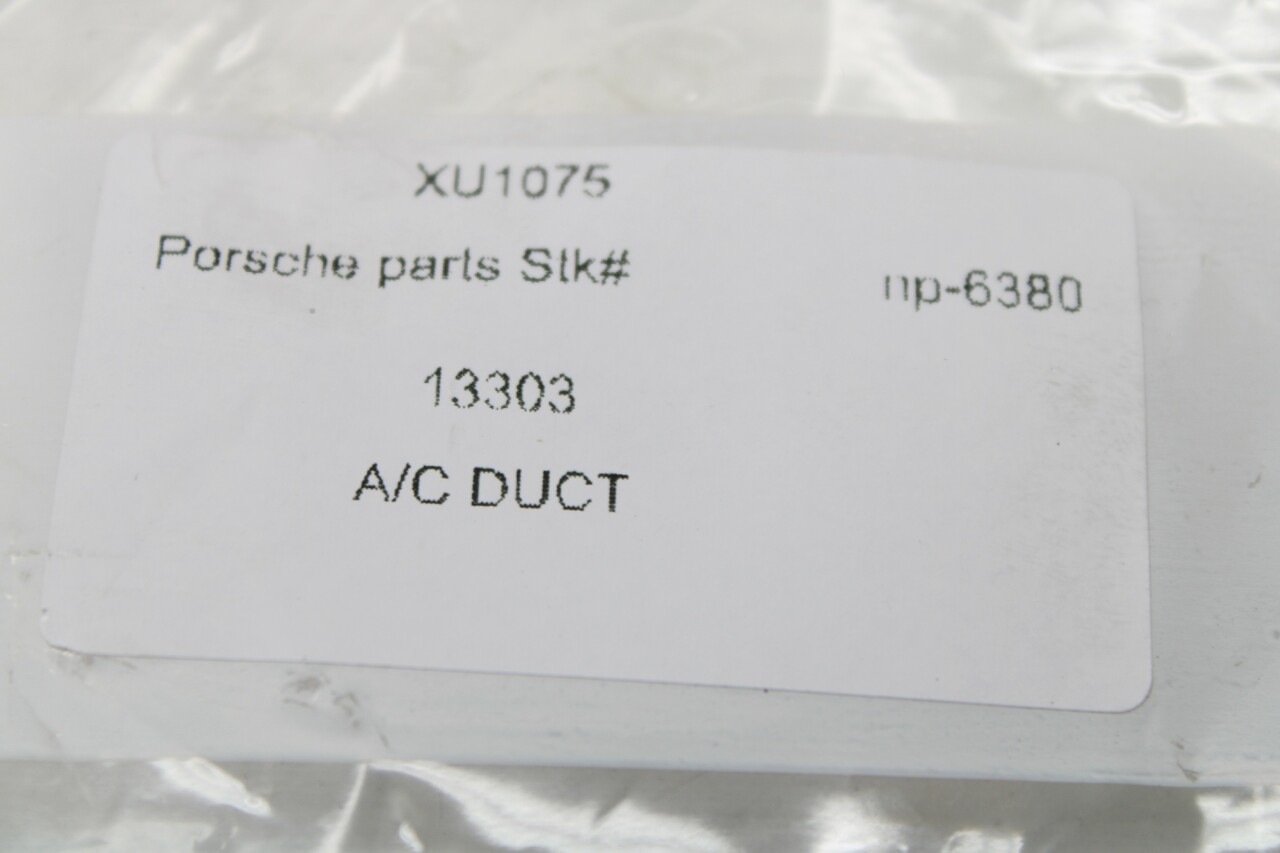 XU1075
Porsche parts Stk# np-6380
13303
A/C DUCT